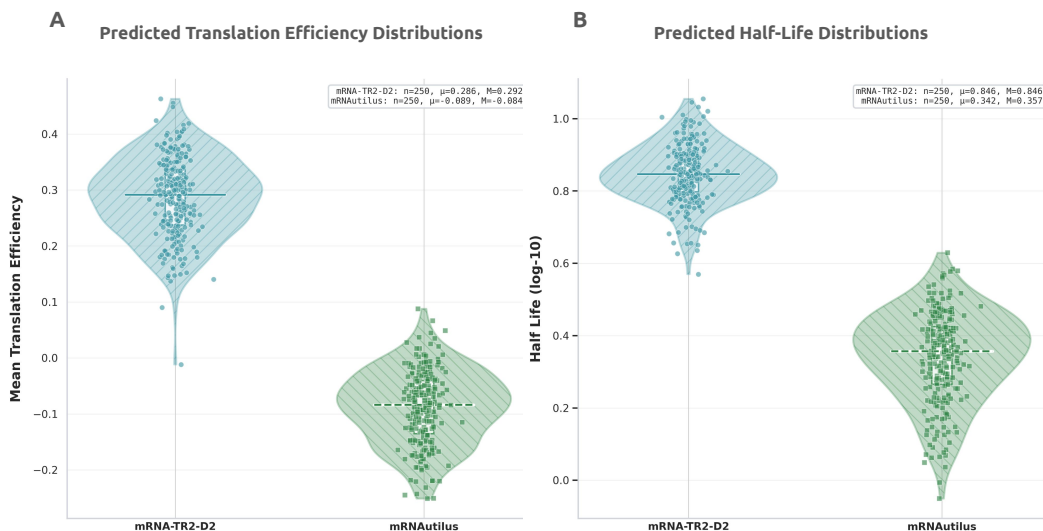 A
Predicted Translation Efficiency Distributions
mRNA-TR2-D2: n=250, μ=0.286, M=0.292
mRNAutilus: n=250, μ=-0.089, M=-0.084
Mean Translation Efficiency
0.4
0.3
0.2
0.1
0.0
−0.1
−0.2
mRNA-TR2-D2
mRNAutilus
B
Predicted Half-Life Distributions
mRNA-TR2-D2: n=250, μ=0.846, M=0.846
mRNAutilus: n=250, μ=0.342, M=0.357
Half Life (log-10)
1.0
0.8
0.6
0.4
0.2
0.0
mRNA-TR2-D2
mRNAutilus